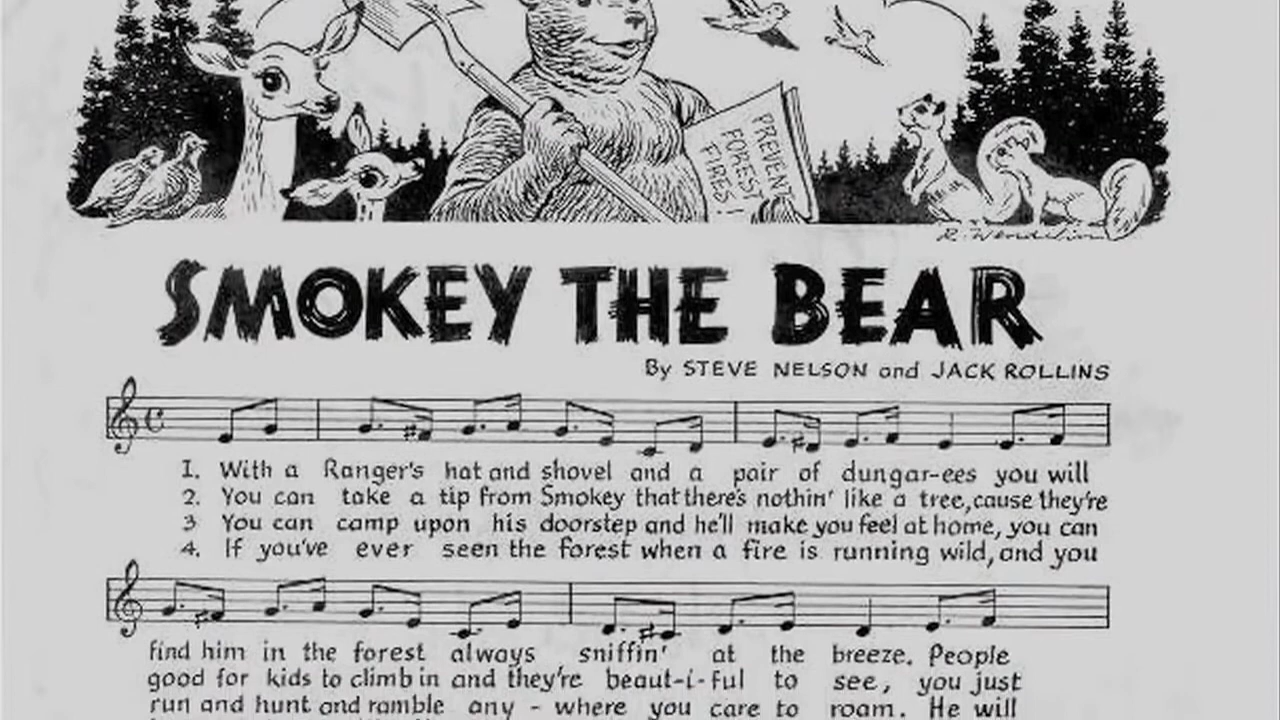 PREVENT
FOREST
FIRES!
R. Wendelin
SMOKEY THE BEAR
By STEVE NELSON and JACK ROLLINS
1. With a Ranger's hat and shovel and a pair of dungar-ees you will
2. You can take a tip from Smokey that there's nothin' like a tree, cause they're
3 You can camp upon his doorstep and he'll make you feel at home, you can
4. If you've ever seen the forest when a fire is running wild, and you
find him in the forest always sniffin' at the breeze. People
good for kids to climb in and they're beaut-i-ful to see, you just
run and hunt and ramble any - where you care to roam. He will